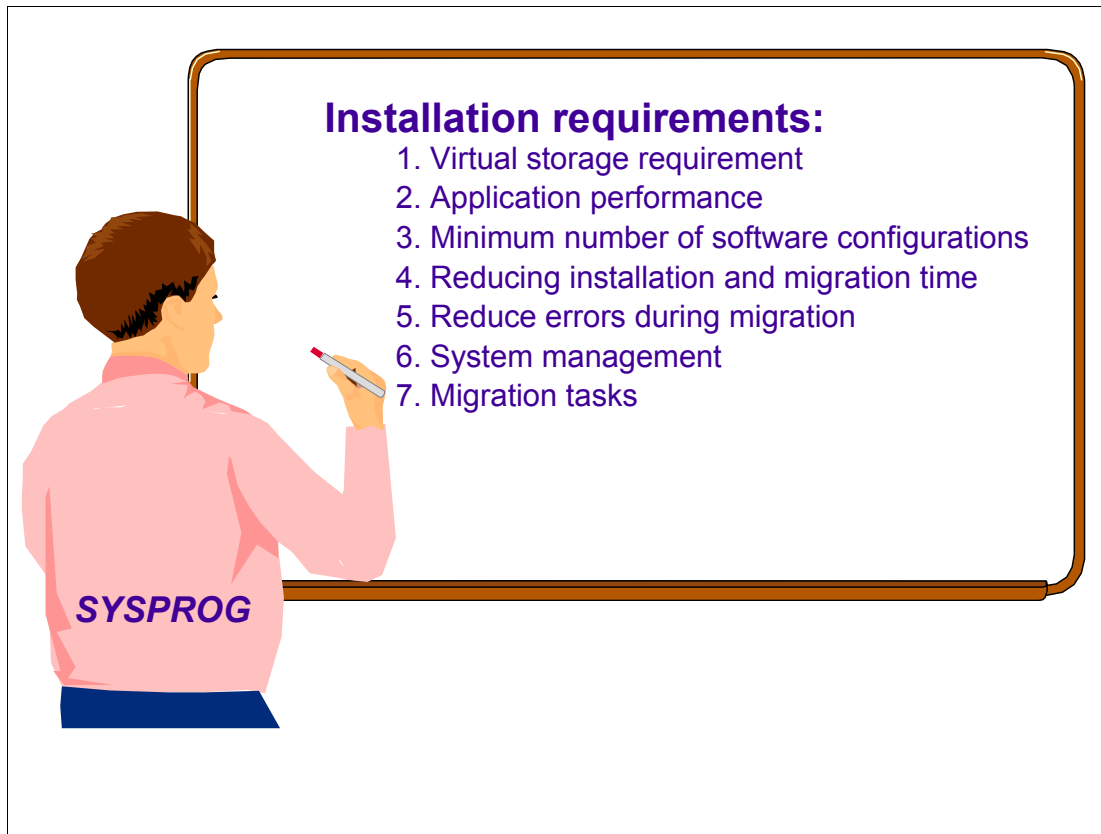 Installation requirements:
1. Virtual storage requirement
2. Application performance
3. Minimum number of software configurations
4. Reducing installation and migration time
5. Reduce errors during migration
6. System management
7. Migration tasks
SYSPROG